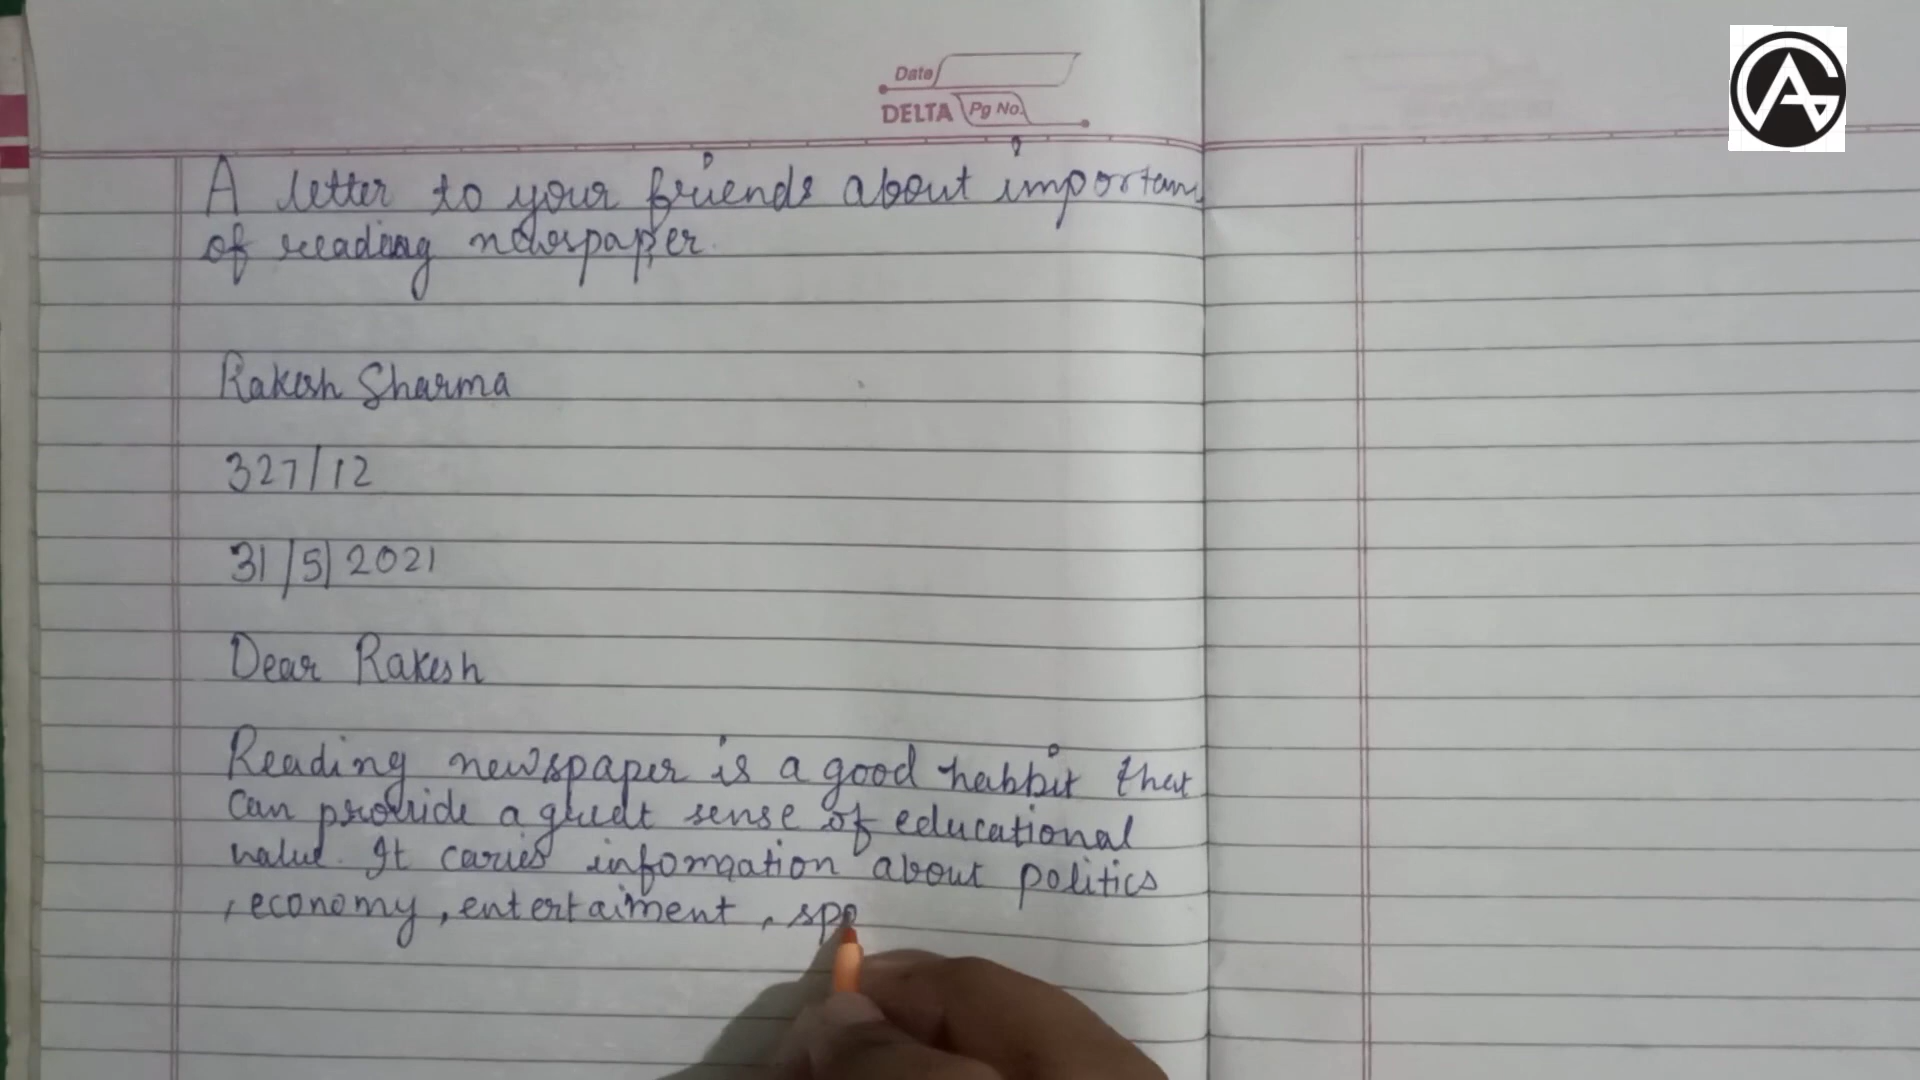 Date
DELTA Pg No.
A letter to your friends about importan
of reading newspaper.
Rakesh Sharma
327/12
31/5/2021
Dear Rakesh
Reading newspaper is a good habbit that
can provide a great sense of educational
value. It caries infomation about politics
, economy, entertaiment, spo